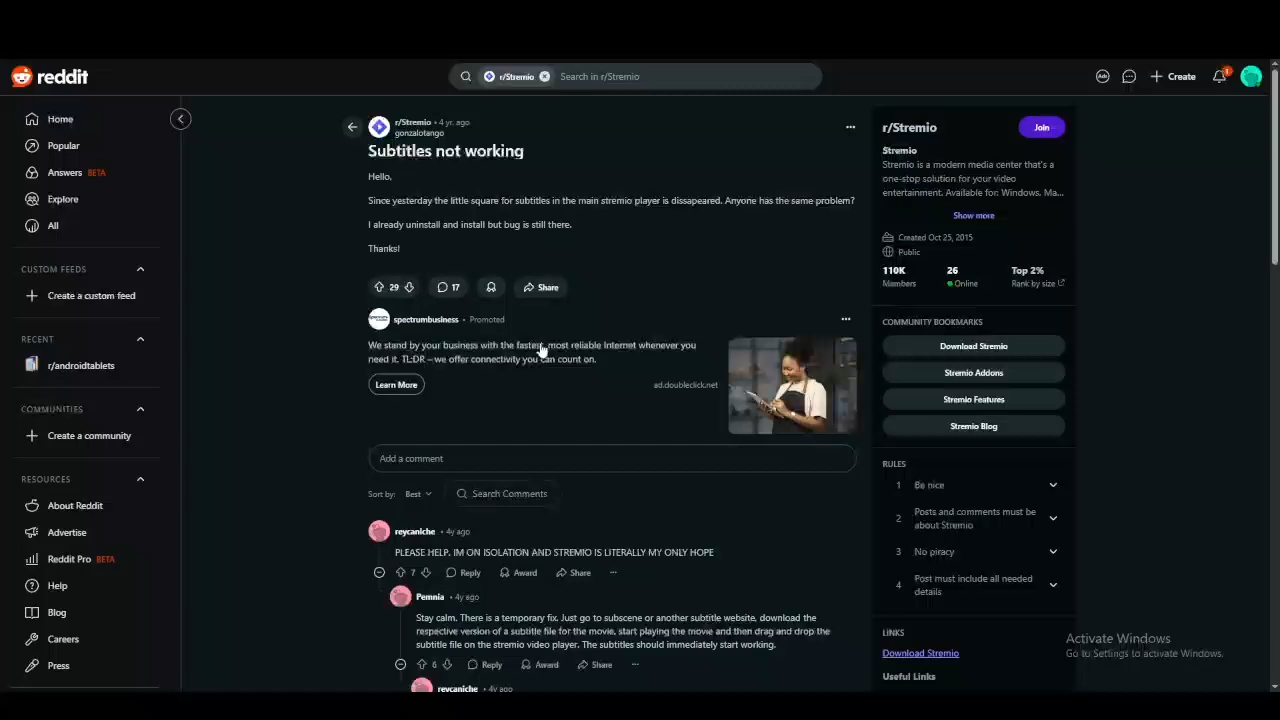 reddit
r/Stremio
Search in r/Stremio
Create
1
Home
Popular
Answers BETA
Explore
All
CUSTOM FEEDS
Create a custom feed
RECENT
r/androidtablets
COMMUNITIES
Create a community
RESOURCES
About Reddit
Advertise
Reddit Pro BETA
Help
Blog
Careers
Press
r/Stremio • 4 yr. ago
gonzalotango
Subtitles not working
Hello,
Since yesterday the little square for subtitles in the main stremio player is dissapeared. Anyone has the same problem?
I already uninstall and install but bug is still there.
Thanks!
29
17
Share
spectrumbusiness • Promoted
We stand by your business with the fastest, most reliable Internet whenever you
need it. TL;DR – we offer connectivity you can count on.
Learn More
ad.doubleclick.net
Add a comment
Sort by: Best
Search Comments
reycaniche • 4y ago
PLEASE HELP, IM ON ISOLATION AND STREMIO IS LITERALLY MY ONLY HOPE
7 Reply Award Share
Pemnia • 4y ago
Stay calm. There is a temporary fix. Just go to subscene or another subtitle website, download the
respective version of a subtitle file for the movie, start playing the movie and then drag and drop the
subtitle file on the stremio video player. The subtitles should immediately start working.
6 Reply Award Share
reycaniche • 4y ago
r/Stremio
Join
Stremio
Stremio is a modern media center that's a
one-stop solution for your video
entertainment. Available for: Windows, Ma...
Show more
Created Oct 25, 2015
Public
110K
Members
26
Online
Top 2%
Rank by size
COMMUNITY BOOKMARKS
Download Stremio
Stremio Addons
Stremio Features
Stremio Blog
RULES
1 Be nice
2 Posts and comments must be
about Stremio
3 No piracy
4 Post must include all needed
details
LINKS
Download Stremio
Useful Links
Activate Windows
Go to Settings to activate Windows.